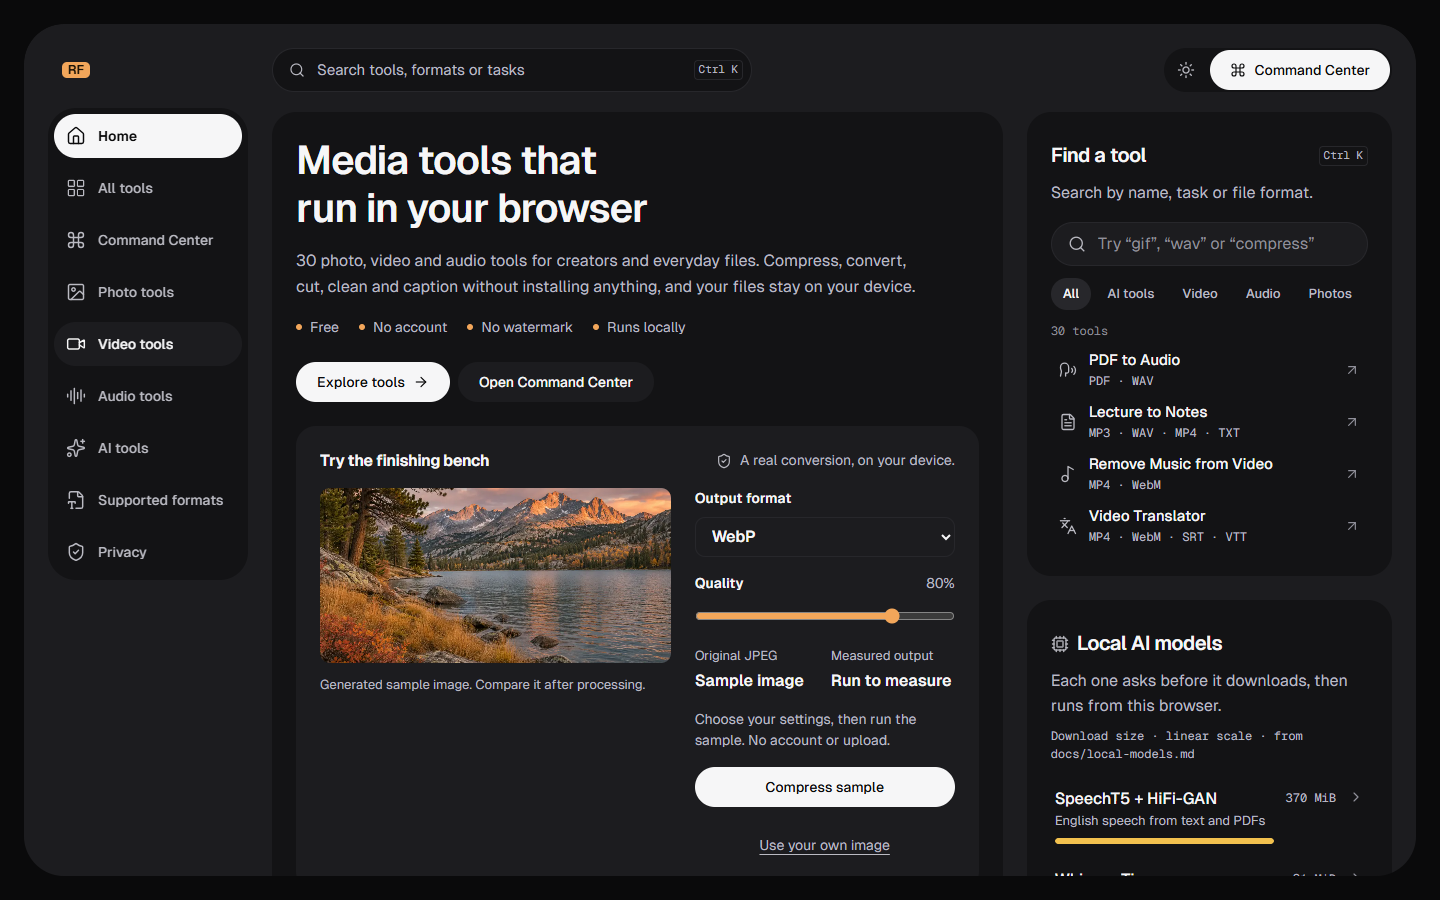 RF
Search tools, formats or tasks
Ctrl K
Command Center
Home
All tools
Command Center
Photo tools
Video tools
Audio tools
AI tools
Supported formats
Privacy
Media tools that
run in your browser
30 photo, video and audio tools for creators and everyday files. Compress, convert,
cut, clean and caption without installing anything, and your files stay on your device.
Free
No account
No watermark
Runs locally
Explore tools
Open Command Center
Try the finishing bench
A real conversion, on your device.
Generated sample image. Compare it after processing.
Output format
WebP
Quality
80%
Original JPEG
Measured output
Sample image
Run to measure
Choose your settings, then run the
sample. No account or upload.
Compress sample
Use your own image
Find a tool
Ctrl K
Search by name, task or file format.
Try “gif”, “wav” or “compress”
All
AI tools
Video
Audio
Photos
30 tools
PDF to Audio
PDF · WAV
Lecture to Notes
MP3 · WAV · MP4 · TXT
Remove Music from Video
MP4 · WebM
Video Translator
MP4 · WebM · SRT · VTT
Local AI models
Each one asks before it downloads, then
runs from this browser.
Download size · linear scale · from
docs/local-models.md
SpeechT5 + HiFi-GAN
370 MiB
English speech from text and PDFs